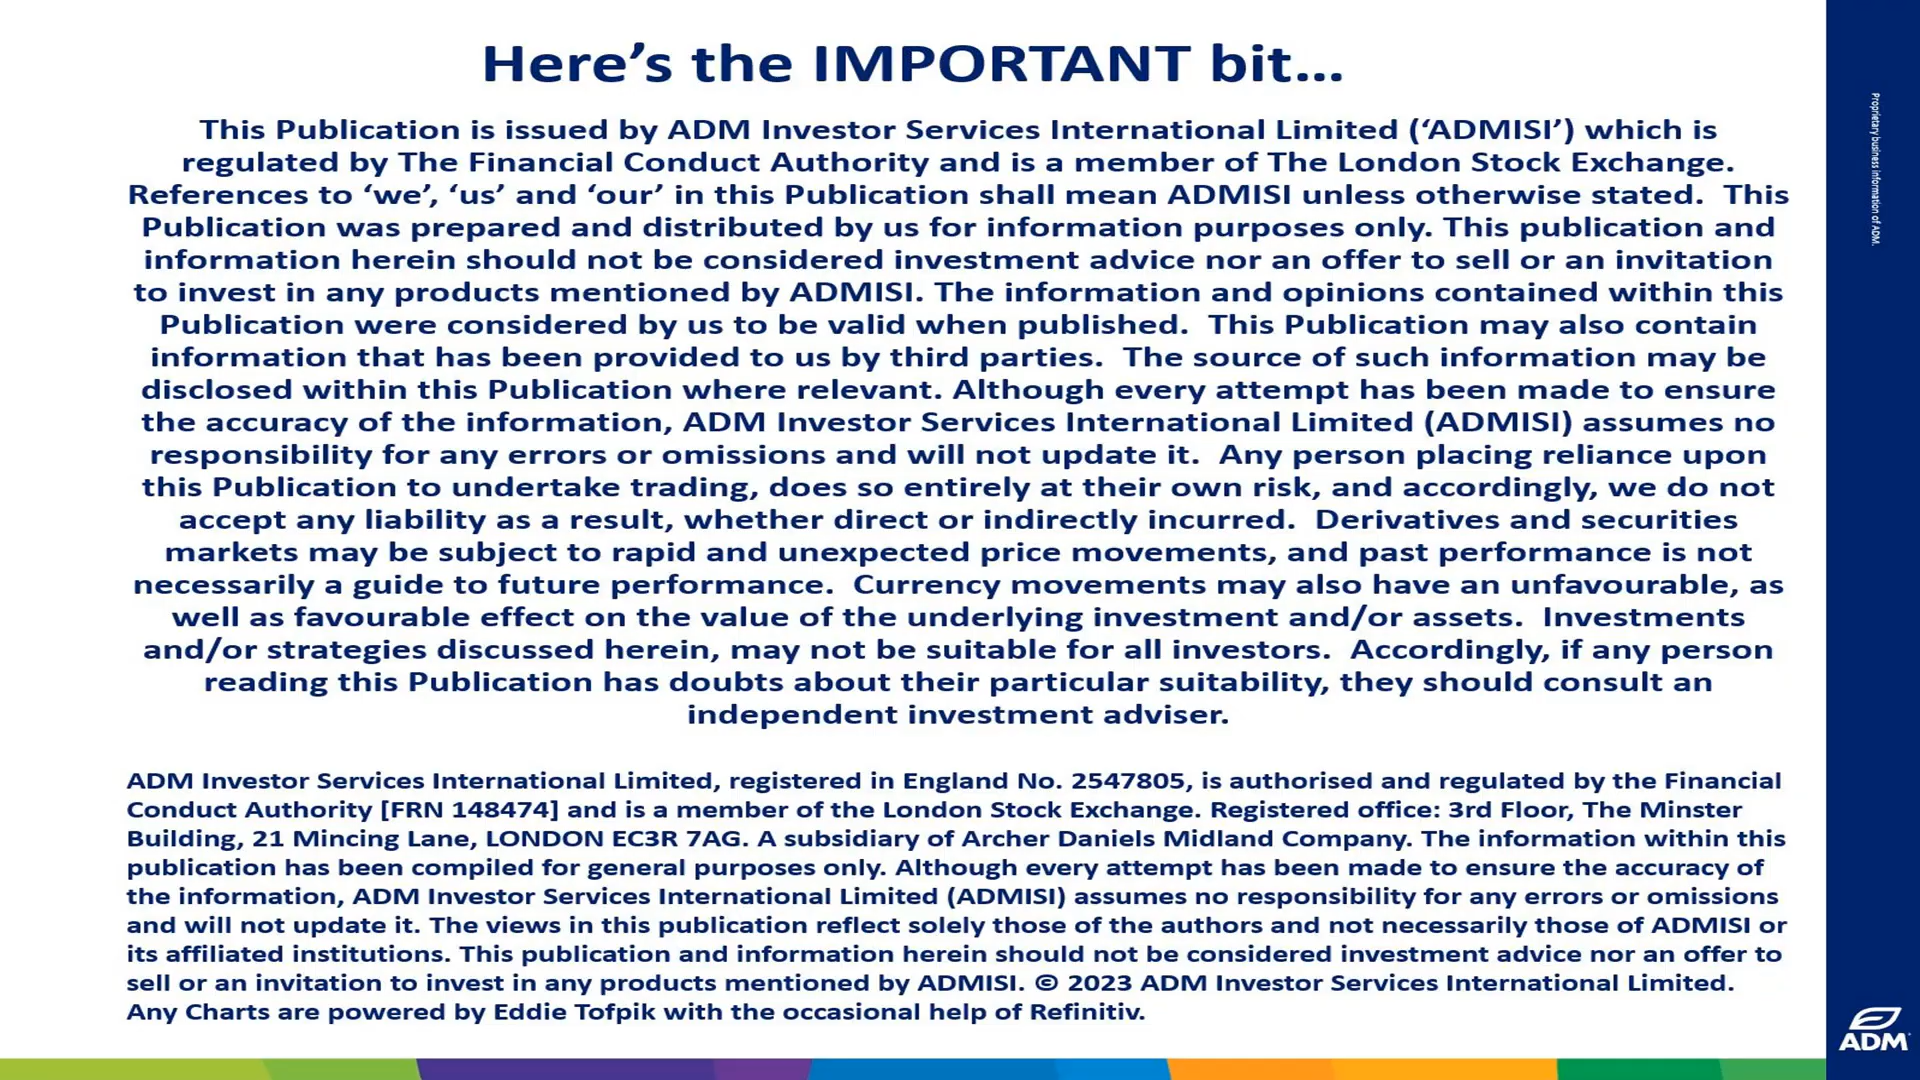 Here’s the IMPORTANT bit...
This Publication is issued by ADM Investor Services International Limited (‘ADMISI’) which is
regulated by The Financial Conduct Authority and is a member of The London Stock Exchange.
References to ‘we’, ‘us’ and ‘our’ in this Publication shall mean ADMISI unless otherwise stated.  This
Publication was prepared and distributed by us for information purposes only. This publication and
information herein should not be considered investment advice nor an offer to sell or an invitation
to invest in any products mentioned by ADMISI. The information and opinions contained within this
Publication were considered by us to be valid when published.  This Publication may also contain
information that has been provided to us by third parties.  The source of such information may be
disclosed within this Publication where relevant. Although every attempt has been made to ensure
the accuracy of the information, ADM Investor Services International Limited (ADMISI) assumes no
responsibility for any errors or omissions and will not update it.  Any person placing reliance upon
this Publication to undertake trading, does so entirely at their own risk, and accordingly, we do not
accept any liability as a result, whether direct or indirectly incurred.  Derivatives and securities
markets may be subject to rapid and unexpected price movements, and past performance is not
necessarily a guide to future performance.  Currency movements may also have an unfavourable, as
well as favourable effect on the value of the underlying investment and/or assets.  Investments
and/or strategies discussed herein, may not be suitable for all investors.  Accordingly, if any person
reading this Publication has doubts about their particular suitability, they should consult an
independent investment adviser.
ADM Investor Services International Limited, registered in England No. 2547805, is authorised and regulated by the Financial
Conduct Authority [FRN 148474] and is a member of the London Stock Exchange. Registered office: 3rd Floor, The Minster
Building, 21 Mincing Lane, LONDON EC3R 7AG. A subsidiary of Archer Daniels Midland Company. The information within this
publication has been compiled for general purposes only. Although every attempt has been made to ensure the accuracy of
the information, ADM Investor Services International Limited (ADMISI) assumes no responsibility for any errors or omissions
and will not update it. The views in this publication reflect solely those of the authors and not necessarily those of ADMISI or
its affiliated institutions. This publication and information herein should not be considered investment advice nor an offer to
sell or an invitation to invest in any products mentioned by ADMISI. © 2023 ADM Investor Services International Limited.
Any Charts are powered by Eddie Tofpik with the occasional help of Refinitiv.
Proprietary business information of ADM.
ADM